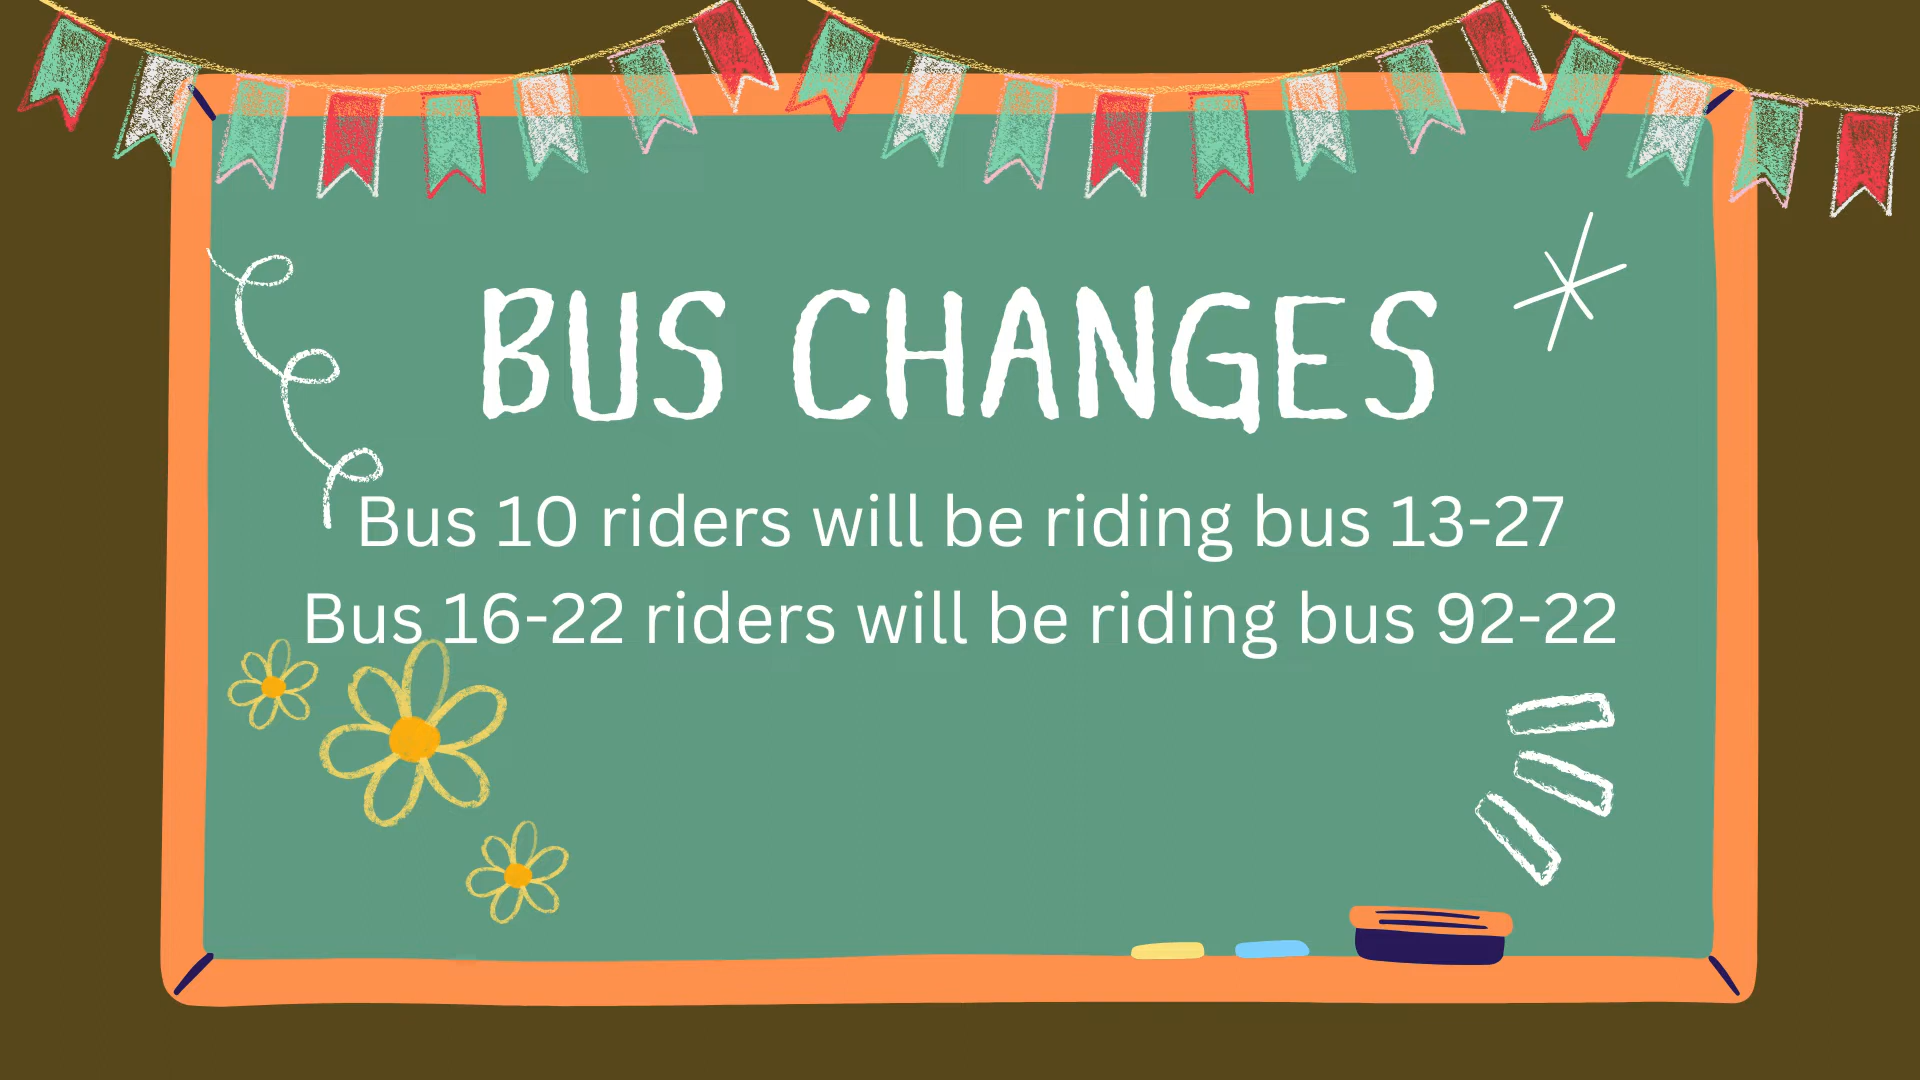 BUS CHANGES
Bus 10 riders will be riding bus 13-27
Bus 16-22 riders will be riding bus 92-22